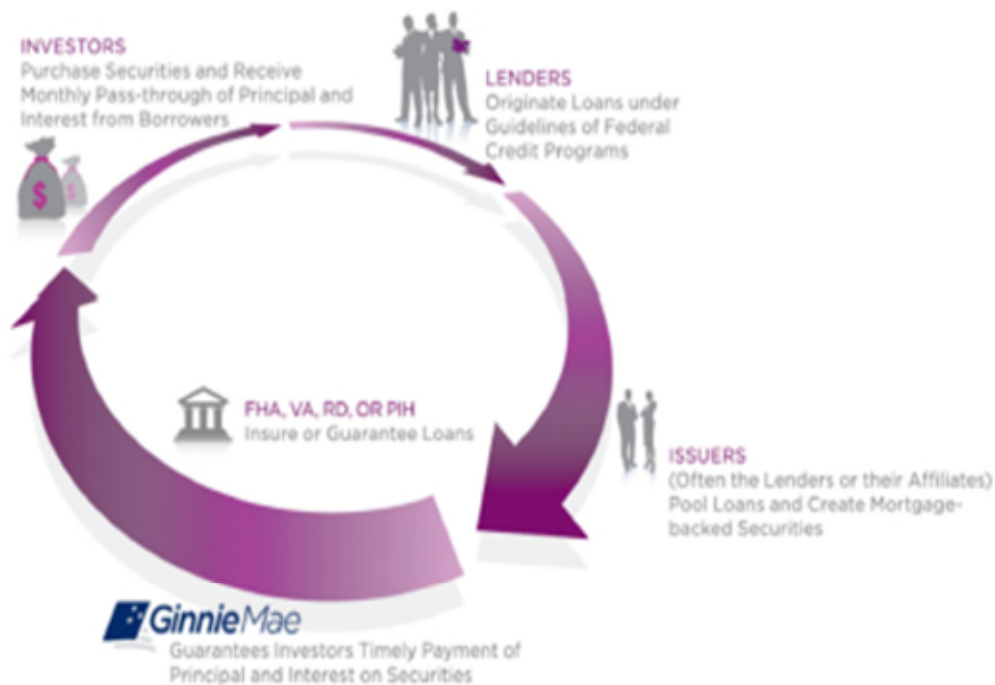 INVESTORS
Purchase Securities and Receive
Monthly Pass-through of Principal and
Interest from Borrowers
$
$
LENDERS
Originate Loans under
Guidelines of Federal
Credit Programs
FHA, VA, RD, OR PIH
Insure or Guarantee Loans
ISSUERS
(Often the Lenders or their Affiliates)
Pool Loans and Create Mortgage-
backed Securities
GinnieMae
Guarantees Investors Timely Payment of
Principal and Interest on Securities